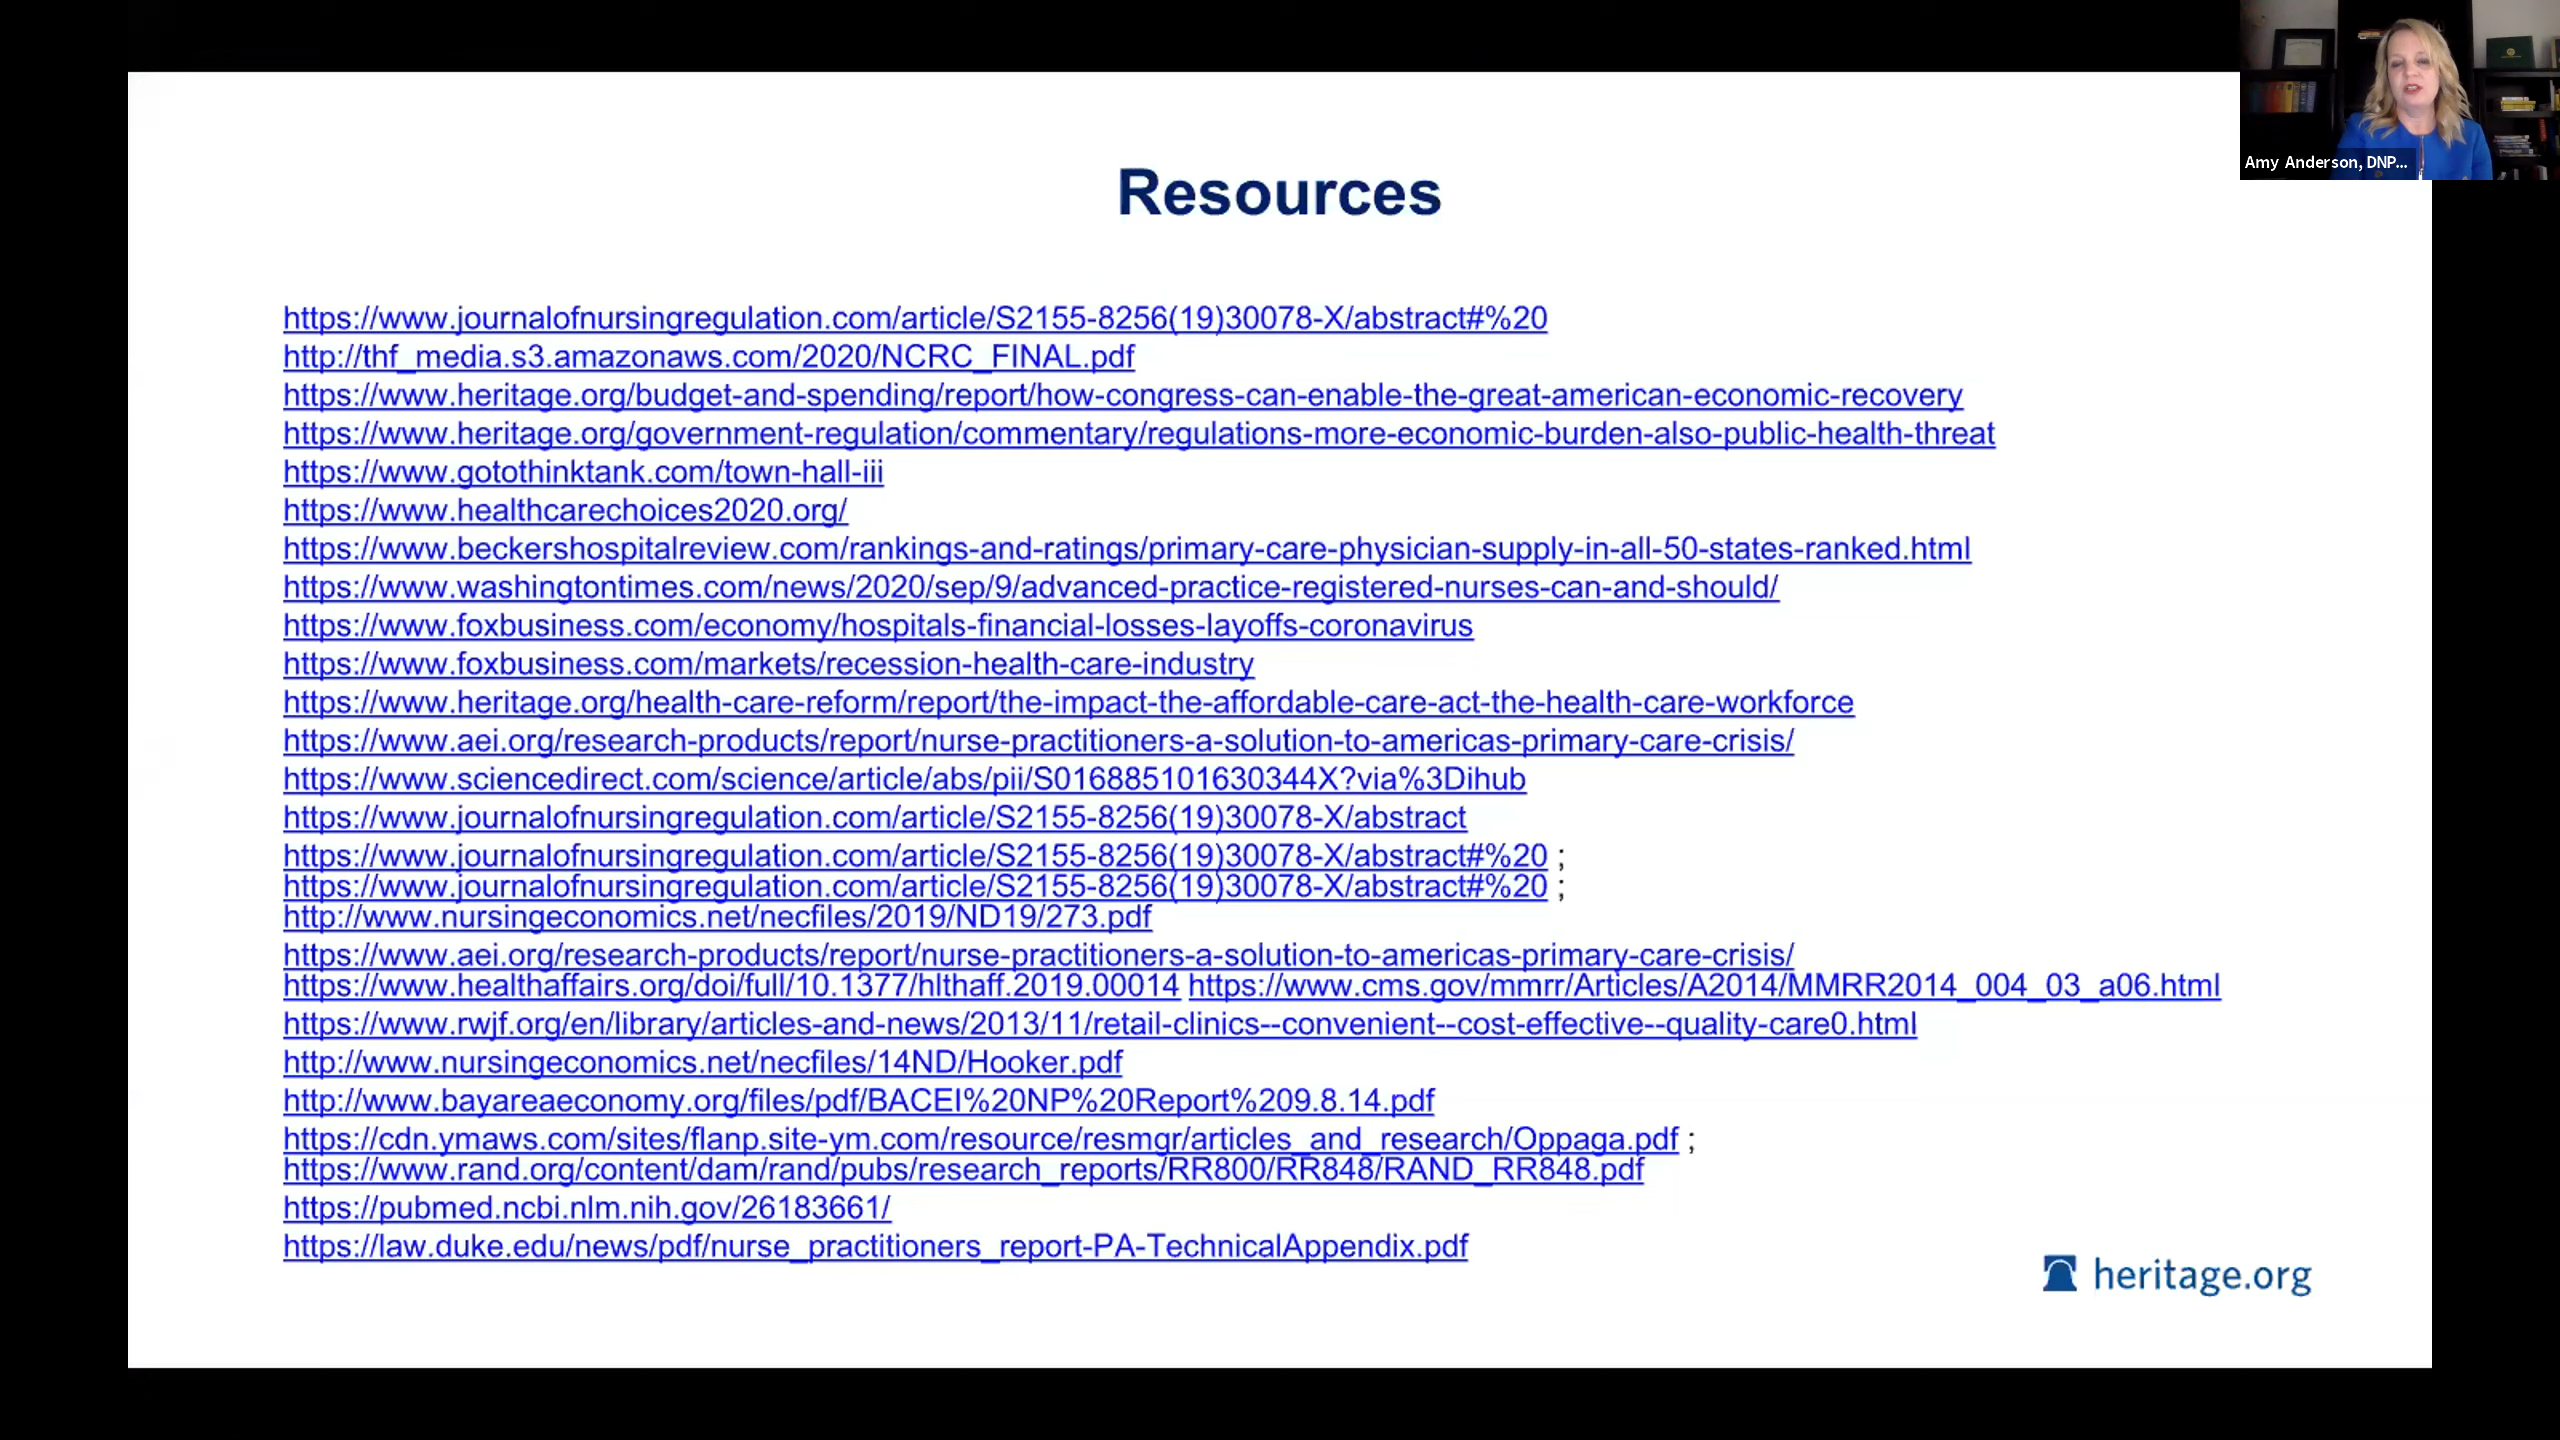 Amy Anderson, DNP...
Resources
https://www.journalofnursingregulation.com/article/S2155-8256(19)30078-X/abstract#%20
http://thf_media.s3.amazonaws.com/2020/NCRC_FINAL.pdf
https://www.heritage.org/budget-and-spending/report/how-congress-can-enable-the-great-american-economic-recovery
https://www.heritage.org/government-regulation/commentary/regulations-more-economic-burden-also-public-health-threat
https://www.gotothinktank.com/town-hall-iii
https://www.healthcarechoices2020.org/
https://www.beckershospitalreview.com/rankings-and-ratings/primary-care-physician-supply-in-all-50-states-ranked.html
https://www.washingtontimes.com/news/2020/sep/9/advanced-practice-registered-nurses-can-and-should/
https://www.foxbusiness.com/economy/hospitals-financial-losses-layoffs-coronavirus
https://www.foxbusiness.com/markets/recession-health-care-industry
https://www.heritage.org/health-care-reform/report/the-impact-the-affordable-care-act-the-health-care-workforce
https://www.aei.org/research-products/report/nurse-practitioners-a-solution-to-americas-primary-care-crisis/
https://www.sciencedirect.com/science/article/abs/pii/S016885101630344X?via%3Dihub
https://www.journalofnursingregulation.com/article/S2155-8256(19)30078-X/abstract
https://www.journalofnursingregulation.com/article/S2155-8256(19)30078-X/abstract#%20 ;
https://www.journalofnursingregulation.com/article/S2155-8256(19)30078-X/abstract#%20 ;
http://www.nursingeconomics.net/necfiles/2019/ND19/273.pdf
https://www.aei.org/research-products/report/nurse-practitioners-a-solution-to-americas-primary-care-crisis/
https://www.healthaffairs.org/doi/full/10.1377/hlthaff.2019.00014 https://www.cms.gov/mmrr/Articles/A2014/MMRR2014_004_03_a06.html
https://www.rwjf.org/en/library/articles-and-news/2013/11/retail-clinics--convenient--cost-effective--quality-care0.html
http://www.nursingeconomics.net/necfiles/14ND/Hooker.pdf
http://www.bayareaeconomy.org/files/pdf/BACEI%20NP%20Report%209.8.14.pdf
https://cdn.ymaws.com/sites/flanp.site-ym.com/resource/resmgr/articles_and_research/Oppaga.pdf ;
https://www.rand.org/content/dam/rand/pubs/research_reports/RR800/RR848/RAND_RR848.pdf
https://pubmed.ncbi.nlm.nih.gov/26183661/
https://law.duke.edu/news/pdf/nurse_practitioners_report-PA-TechnicalAppendix.pdf
heritage.org